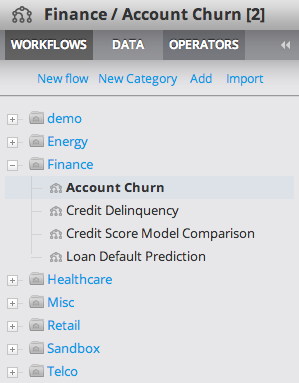 Finance / Account Churn [2]
WORKFLOWS DATA OPERATORS
New flow New Category Add Import
demo
Energy
Finance
Account Churn
Credit Delinquency
Credit Score Model Comparison
Loan Default Prediction
Healthcare
Misc
Retail
Sandbox
Telco